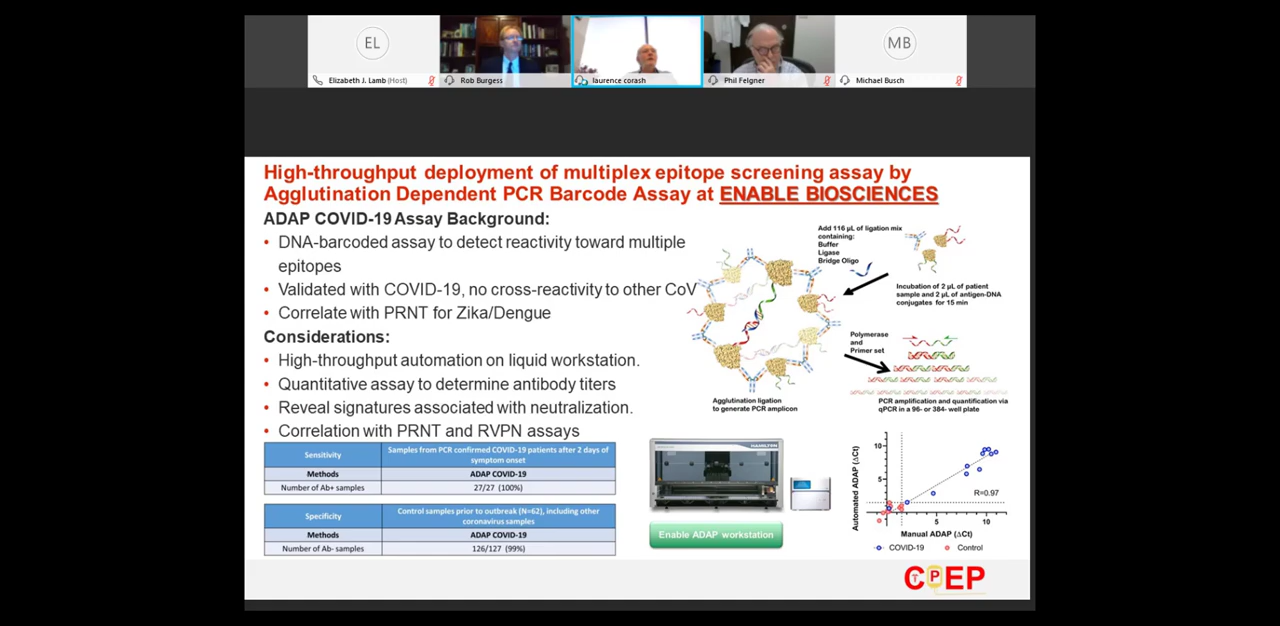 EL
MB
Elizabeth J. Lamb (Host)
Rob Burgess
laurence corash
Phil Felgner
Michael Busch
High-throughput deployment of multiplex epitope screening assay by
Agglutination Dependent PCR Barcode Assay at ENABLE BIOSCIENCES
ADAP COVID-19 Assay Background:
• DNA-barcoded assay to detect reactivity toward multiple
epitopes
• Validated with COVID-19, no cross-reactivity to other CoV
• Correlate with PRNT for Zika/Dengue
Considerations:
• High-throughput automation on liquid workstation.
• Quantitative assay to determine antibody titers
• Reveal signatures associated with neutralization.
• Correlation with PRNT and RVPN assays
Add 116 µL of ligation mix
containing:
Buffer
Ligase
Bridge Oligo
Incubation of 2 µL of patient
sample and 2 µL of antigen-DNA
conjugates for 15 min
Polymerase
and
Primer set
Agglutination ligation
to generate PCR amplicon
PCR amplification and quantification via
qPCR in a 96- or 384- well plate
Sensitivity
Samples from PCR confirmed COVID-19 patients after 2 days of
symptom onset
Methods
ADAP COVID-19
Number of Ab+ samples
27/27 (100%)
Specificity
Control samples prior to outbreak (N=62), including other
coronavirus samples
Methods
ADAP COVID-19
Number of Ab- samples
126/127 (99%)
HAMILTON
Enable ADAP workstation
Automated ADAP (ΔCt)
10
5
R=0.97
5
10
Manual ADAP (ΔCt)
COVID-19
Control
CTPEP